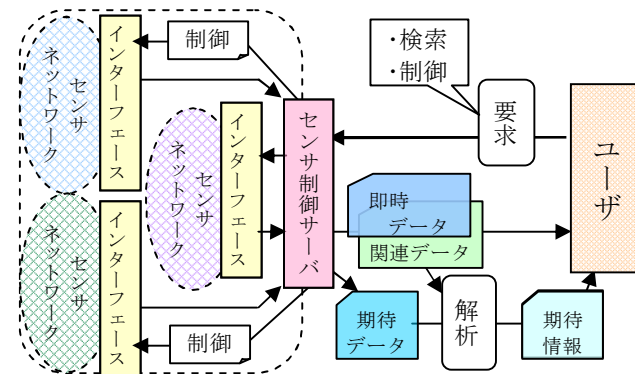 センサ
ネットワーク
インターフェース
制御
センサ
ネットワーク
インターフェース
センサ
ネットワーク
インターフェース
制御
センサ制御サーバ
・検索
・制御
要求
ユーザ
即時
データ
関連データ
期待
データ
解析
期待
情報